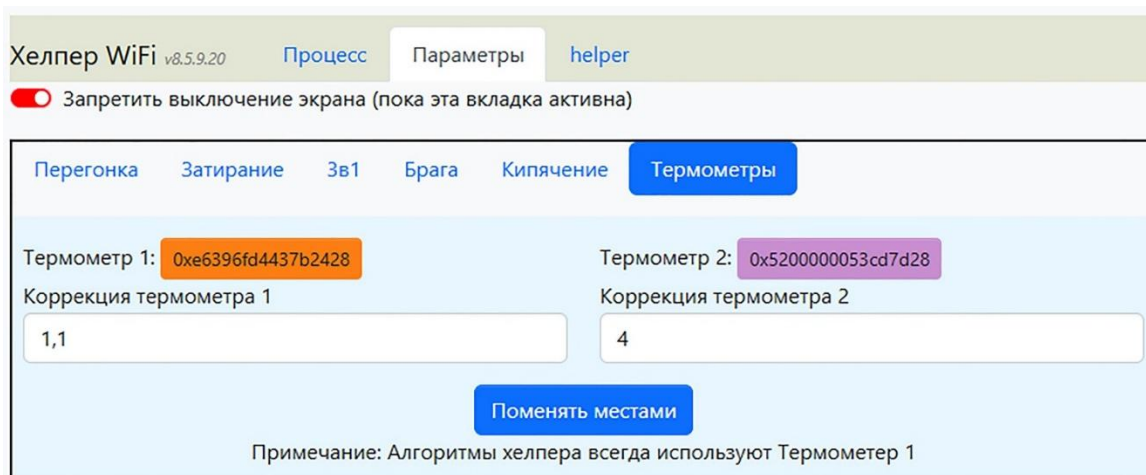 Хелпер WiFi v8.5.9.20 Процесс Параметры helper
Запретить выключение экрана (пока эта вкладка активна)
Перегонка Затирание 3в1 Брага Кипячение Термометры
Термометр 1: 0xe6396fd4437b2428 Термометр 2: 0x5200000053cd7d28
Коррекция термометра 1 Коррекция термометра 2
1,1 4
Поменять местами
Примечание: Алгоритмы хелпера всегда используют Термометер 1